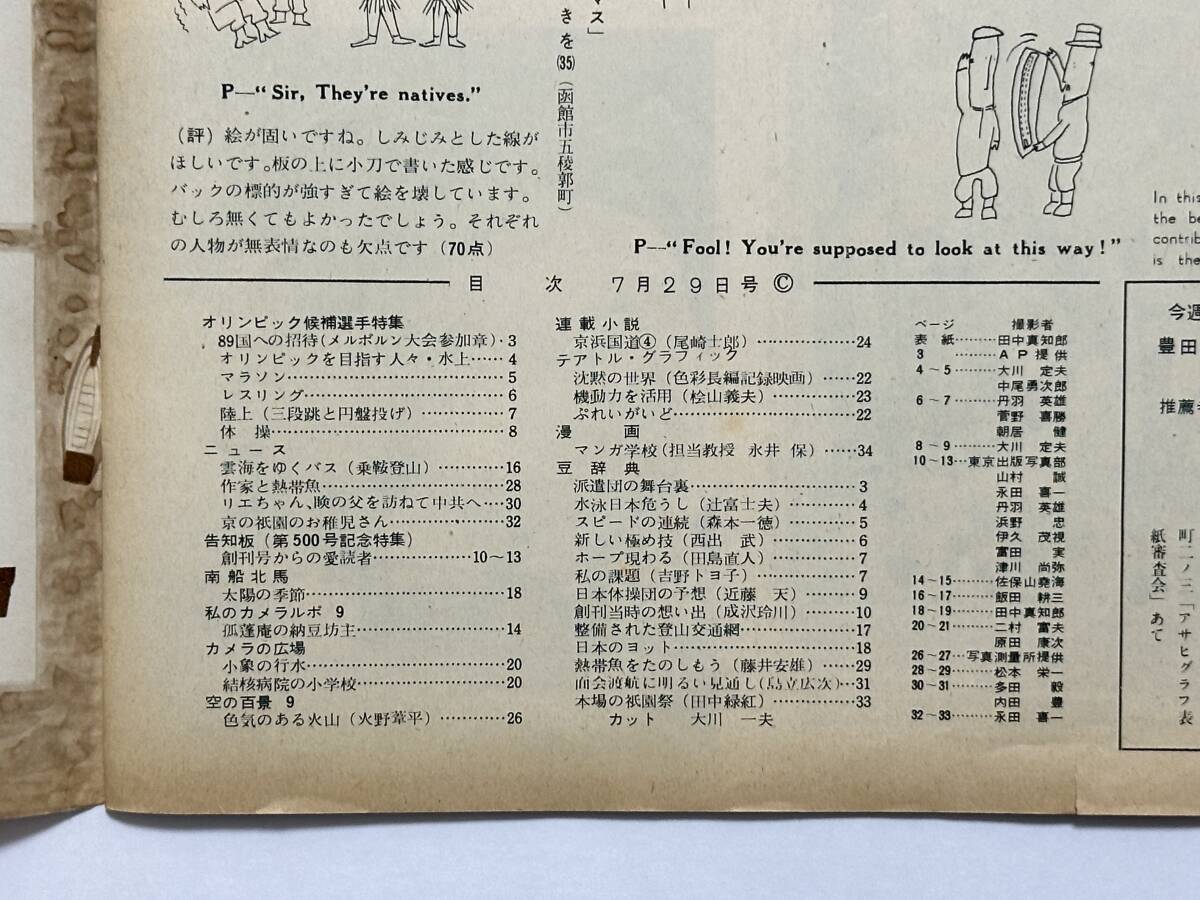 マス」
きを(35)(函館市五稜郭町)
P—“Sir, They're natives.”
(評)絵が固いですね。しみじみとした線が
ほしいです。板の上に小刀で書いた感じです。
バックの標的が強すぎて絵を壊しています。
むしろ無くてもよかったでしょう。それぞれ
の人物が無表情なのも欠点です(70点)
P—“Fool! You're supposed to look at this way!”
In this
the be
contrib
is the
目次 7月29日号 ©
オリンピック候補選手特集
89国への招待(メルボルン大会参加章)・3
オリンピックを目指す人々・水上……4
マラソン……5
レスリング……6
陸上(三段跳と円盤投げ)……7
体操……8
ニュース
雲海をゆくバス(乗鞍登山)……16
作家と熱帯魚……28
リエちゃん、瞼の父を訪ねて中共へ…30
京の祇園のお稚児さん……32
告知板(第500号記念特集)
創刊号からの愛読者……10~13
南船北馬
太陽の季節……18
私のカメラルポ 9
孤蓬庵の納豆坊主……14
カメラの広場
小象の行水……20
結核病院の小学校……20
空の百景 9
色気のある火山(火野葦平)……26
連載小説
京浜国道④(尾崎士郎)……24
テアトル・グラフィック
沈黙の世界(色彩長編記録映画)……22
機動力を活用(桧山義夫)……23
ぷれいがいど……22
漫画
マンガ学校(担当教授 永井 保)……34
豆辞典
派遣団の舞台裏……3
水泳日本危うし(辻富士夫)……4
スピードの連続(森本一徳)……5
新しい極め技(西出 武)……6
ホープ現わる(田島直人)……7
私の課題(吉野トヨ子)……7
日本体操団の予想(近藤 天)……9
創刊当時の想い出(成沢玲川)……10
整備された登山交通網……17
日本のヨット……18
熱帯魚をたのしもう(藤井安雄)……29
面会渡航に明るい見通し(島立広次)…31
本場の祇園祭(田中緑紅)……33
カット 大川 一夫
ページ 撮影者
表紙……田中真知郎
3……AP提供
4~5……大川 定夫
中尾勇次郎
6~7……丹羽 英雄
菅野 喜勝
朝居 健
8~9……大川 定夫
10~13…東京出版写真部
山村 誠
永田 喜一
丹羽 英雄
浜野 忠
伊久 茂視
富田 実
津川 尚弥
14~15……佐保山堯海
16~17……飯田 耕三
18~19……田中真知郎
20~21……二村 富夫
原田 康次
26~27…写真測量所提供
28~29……松本 栄一
30~31……多田 毅
内田 豊
32~33……永田 喜一
今週
豊田
推薦
町二ノ三「アサヒグラフ表
紙審査会」あて